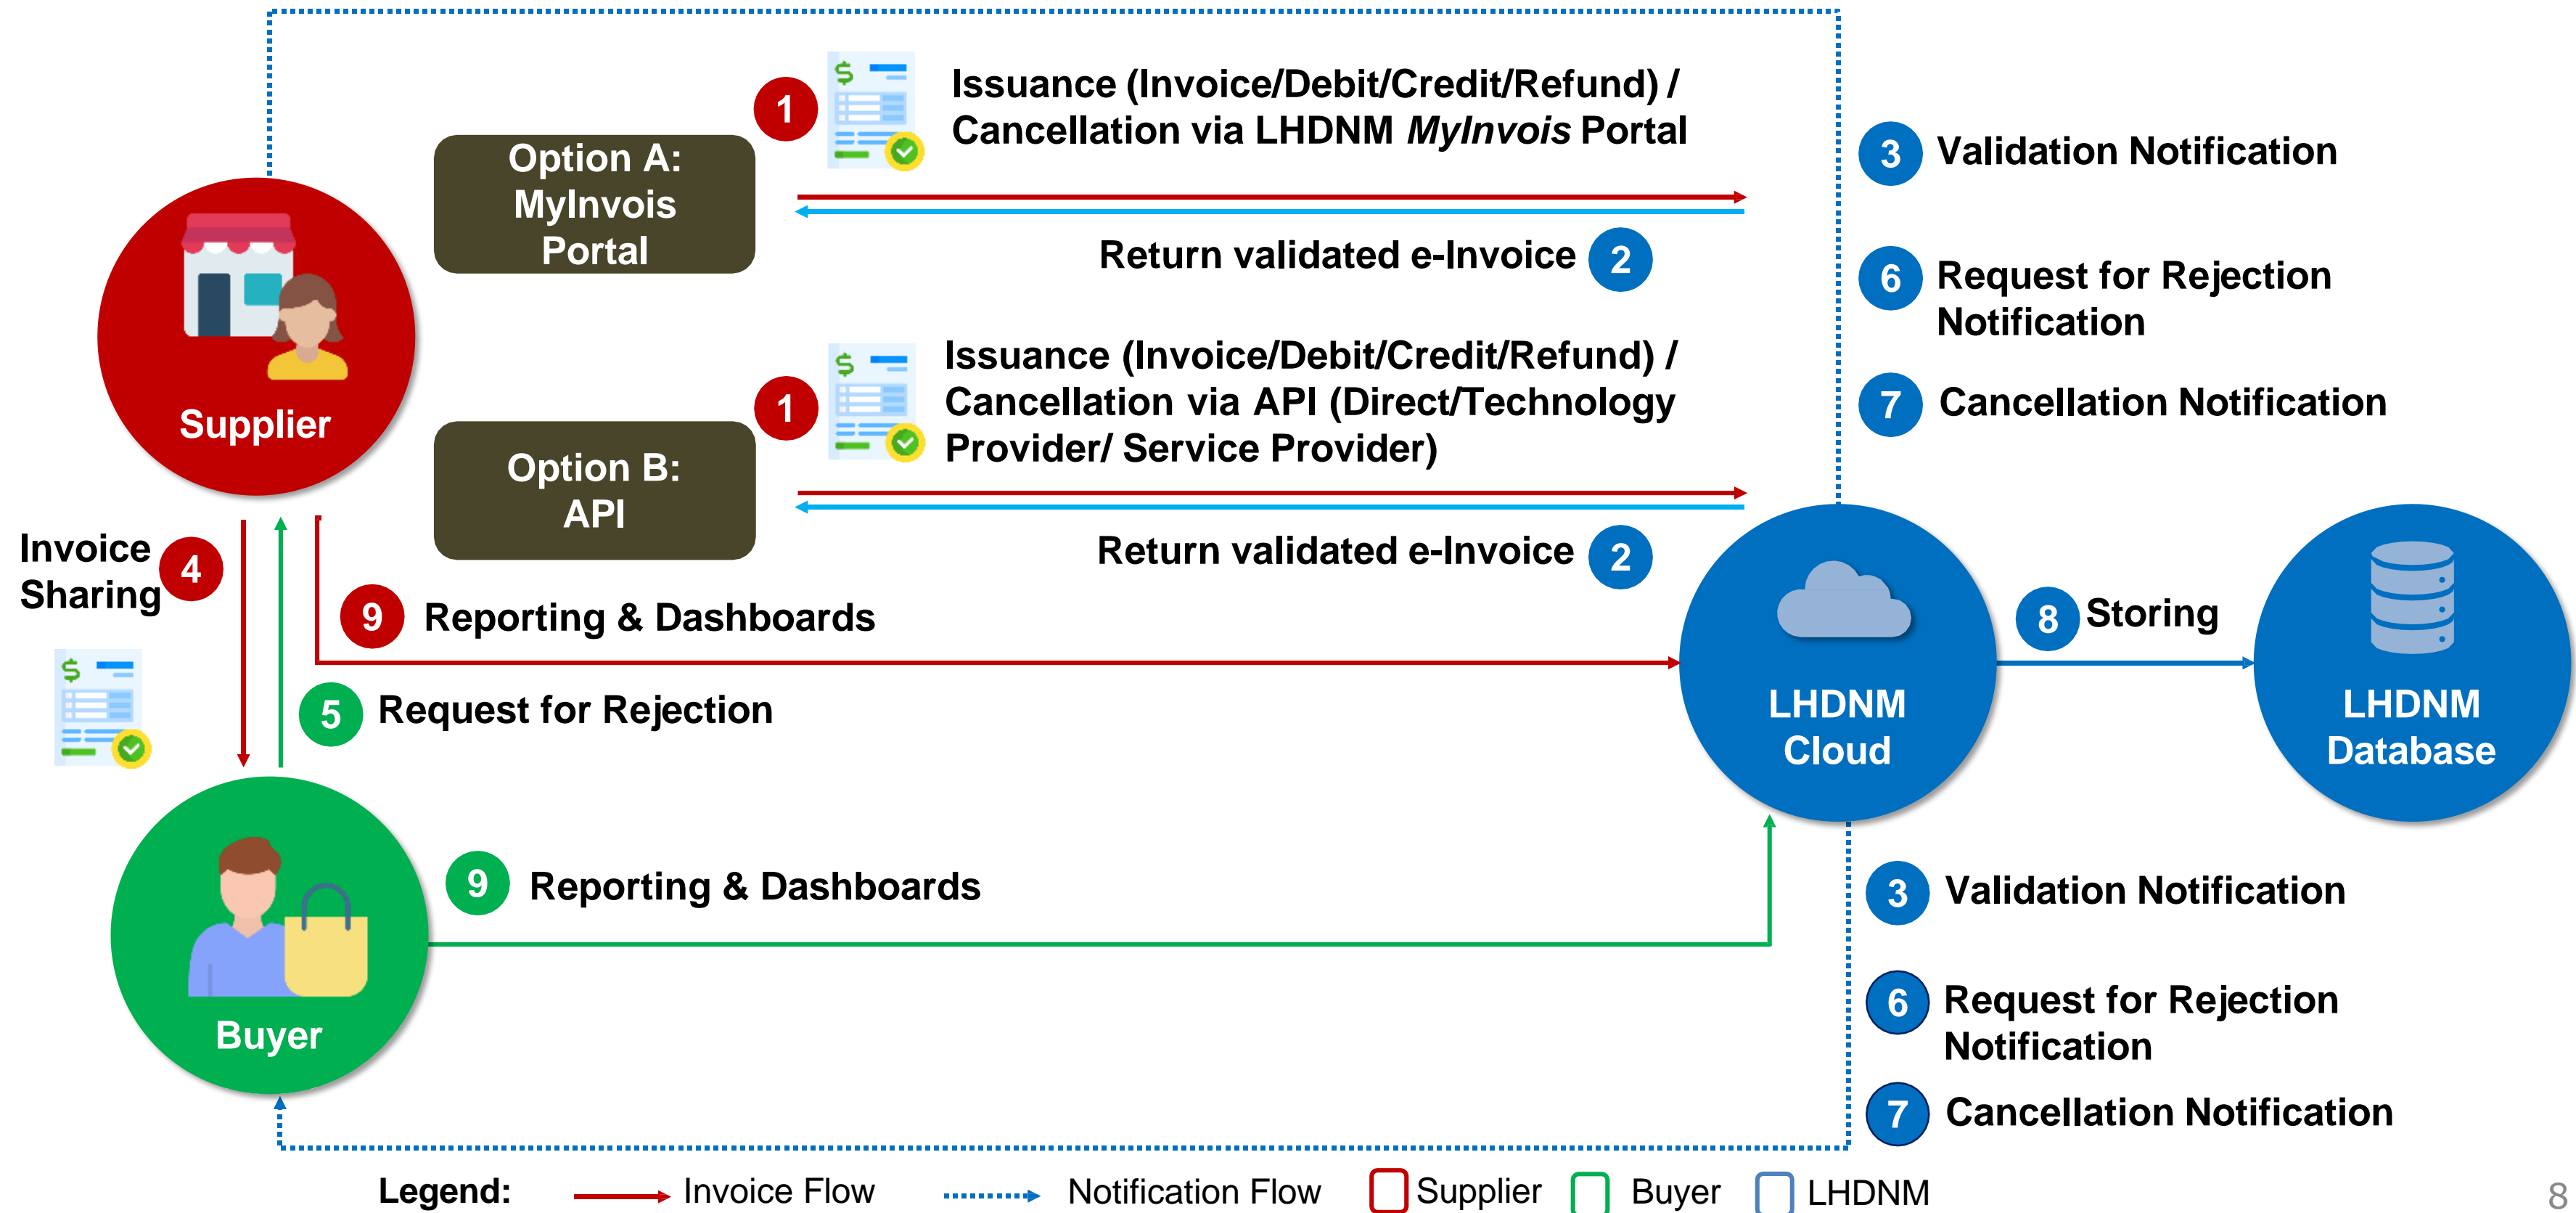 1
Issuance (Invoice/Debit/Credit/Refund) /
Cancellation via LHDNM MyInvois Portal
Option A:
MyInvois
Portal
Return validated e-Invoice
2
3
Validation Notification
6
Request for Rejection
Notification
7
Cancellation Notification
$
Supplier
1
Issuance (Invoice/Debit/Credit/Refund) /
Cancellation via API (Direct/Technology
Provider/ Service Provider)
$
Option B:
API
Return validated e-Invoice
2
Invoice
Sharing
4
$
9
Reporting & Dashboards
5
Request for Rejection
LHDNM
Cloud
8
Storing
LHDNM
Database
Buyer
9
Reporting & Dashboards
3
Validation Notification
6
Request for Rejection
Notification
7
Cancellation Notification
Legend:
Invoice Flow
Notification Flow
Supplier
Buyer
LHDNM
8